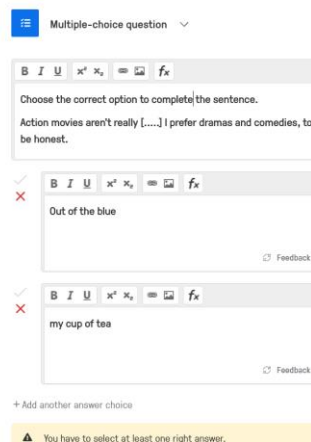 Multiple-choice question
B I U x² x₂ fx
Choose the correct option to complete the sentence.
Action movies aren't really [.....] I prefer dramas and comedies, to
be honest.
B I U x² x₂ fx
Out of the blue
Feedback
B I U x² x₂ fx
my cup of tea
Feedback
+ Add another answer choice
You have to select at least one right answer.